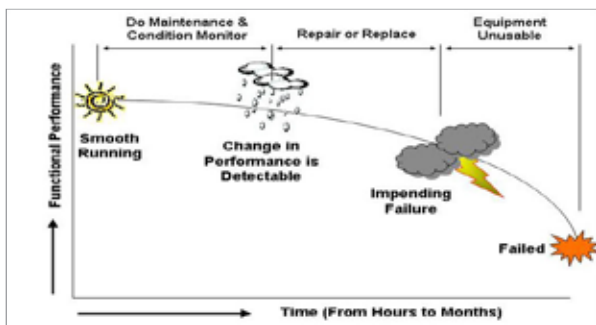 Do Maintenance &
Condition Monitor
Repair or Replace
Equipment
Unusable
Functional Performance
Smooth
Running
Change in
Performance is
Detectable
Impending
Failure
Failed
Time (From Hours to Months)